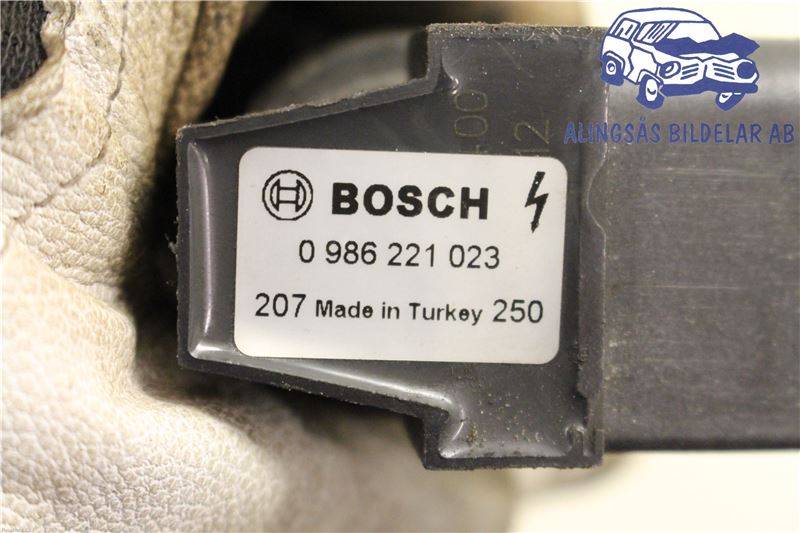 ALINGSÅS BILDELAR AB
BOSCH
0 986 221 023
207 Made in Turkey 250